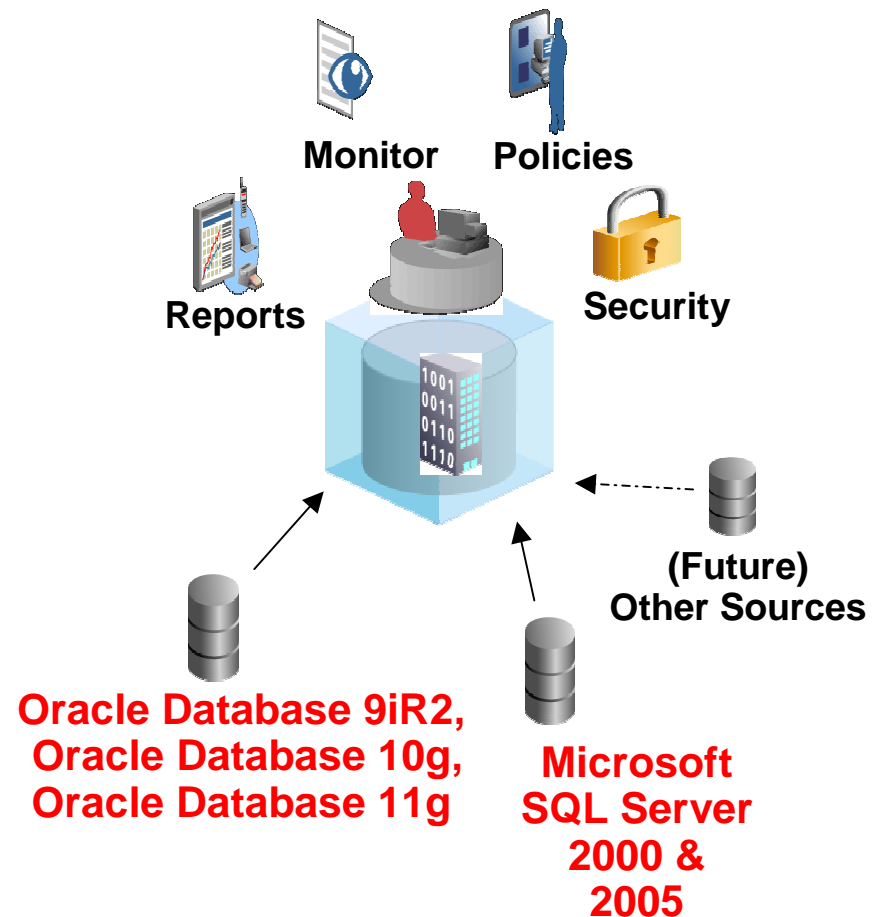 Monitor
Policies
Reports
Security
1001
0011
0110
1110
(Future)
Other Sources
Oracle Database 9iR2,
Oracle Database 10g,
Oracle Database 11g
Microsoft
SQL Server
2000 &
2005